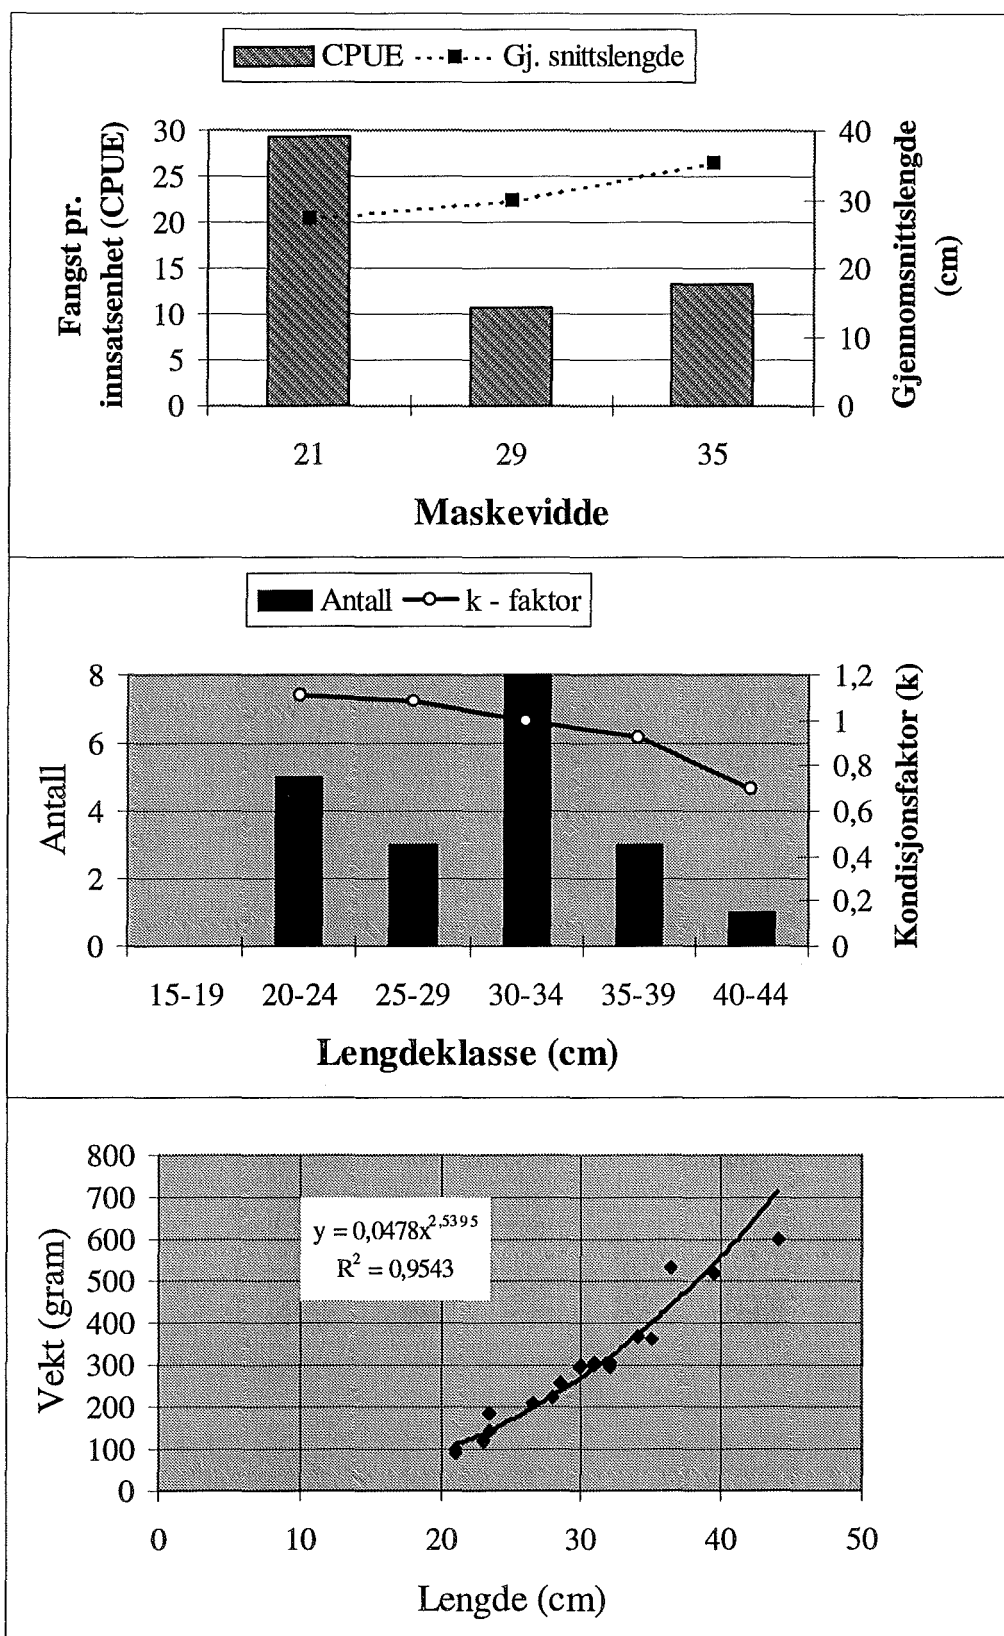 CPUE Gj. snittslengde
Fangst pr.
innsatsenhet (CPUE)
30
25
20
15
10
5
0
40
30
20
10
0
Gjennomsnittslengde
(cm)
21 29 35
Maskevidde
Antall k - faktor
Antall
8
6
4
2
0
1,2
1
0,8
0,6
0,4
0,2
0
Kondisjonsfaktor (k)
15-19 20-24 25-29 30-34 35-39 40-44
Lengdeklasse (cm)
Vekt (gram)
800
700
600
500
400
300
200
100
0
y = 0,0478x^2,5395
R² = 0,9543
0 10 20 30 40 50
Lengde (cm)